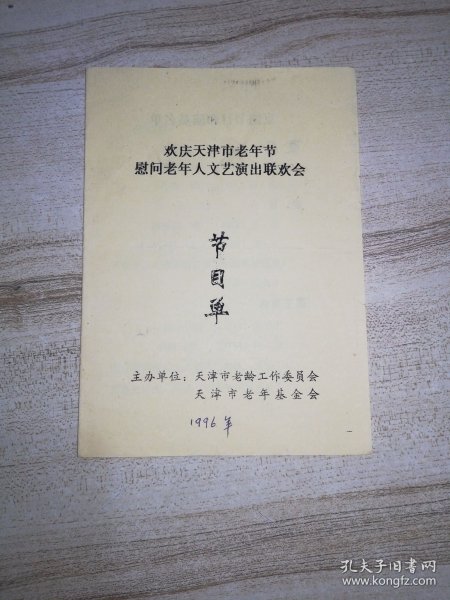 欢庆天津市老年节
慰问老年人文艺演出联欢会
节目单
主办单位：天津市老龄工作委员会
天津市老年基金会
1996年
孔夫子旧书网
www.kongfz.com